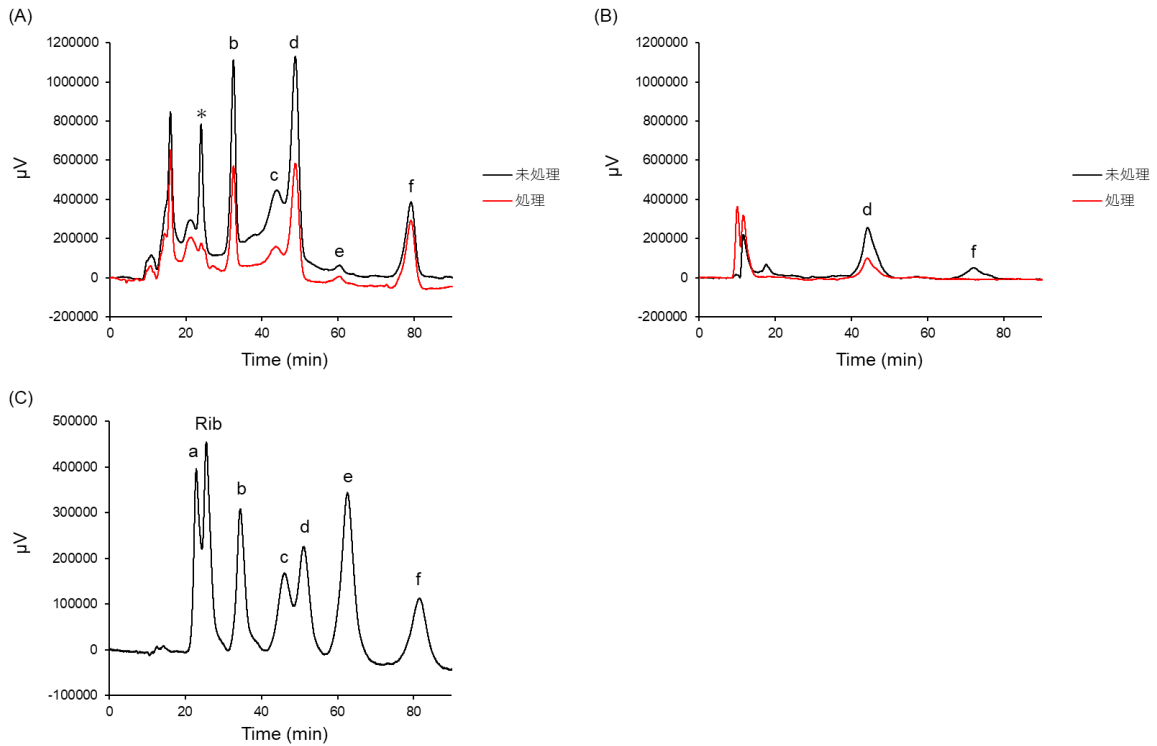 (A)
1200000
1000000
800000
600000
400000
200000
0
-200000
µV
*
b
c
d
e
f
0
20
40
60
80
Time (min)
未処理
処理
(B)
1200000
1000000
800000
600000
400000
200000
0
-200000
µV
d
f
0
20
40
60
80
Time (min)
未処理
処理
(C)
500000
400000
300000
200000
100000
0
-100000
µV
Rib
a
b
c
d
e
f
0
20
40
60
80
Time (min)